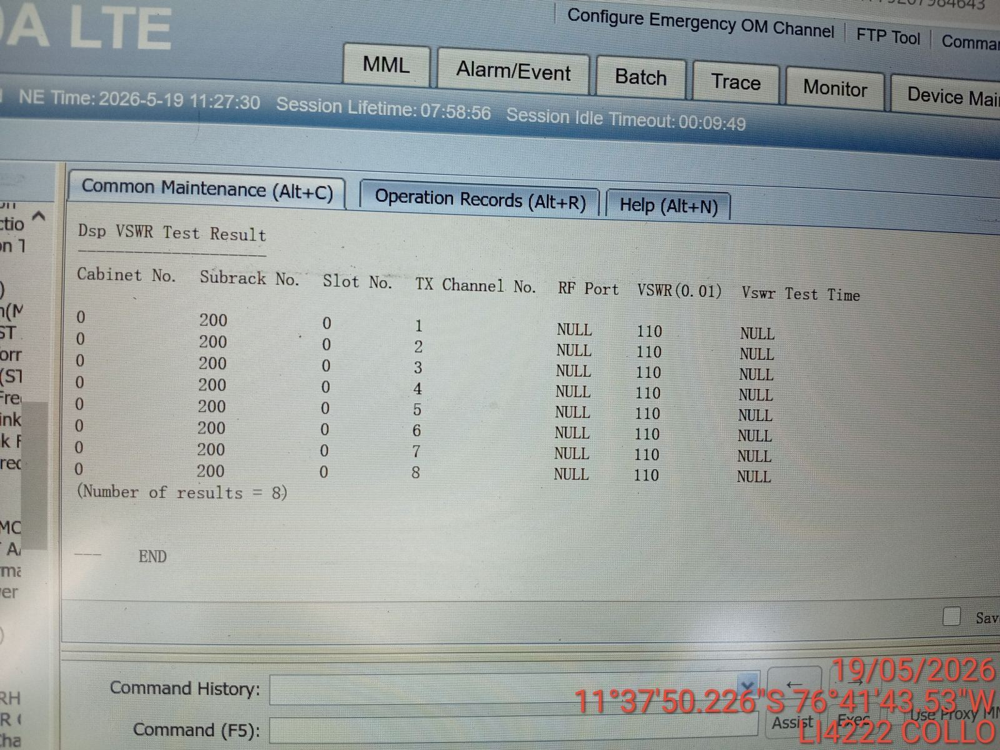 A LTE
Configure Emergency OM Channel | FTP Tool |
MML Alarm/Event Batch Trace Monitor Device
NE Time: 2026-5-19 11:27:30 Session Lifetime: 07:58:56 Session Idle Timeout: 00:09:49
Common Maintenance (Alt+C) Operation Records (Alt+R) Help (Alt+N)
Dsp VSWR Test Result
--------------------
Cabinet No. Subrack No. Slot No. TX Channel No. RF Port VSWR(0.01) Vswr Test Time
0 200 0 1 NULL 110 NULL
0 200 0 2 NULL 110 NULL
0 200 0 3 NULL 110 NULL
0 200 0 4 NULL 110 NULL
0 200 0 5 NULL 110 NULL
0 200 0 6 NULL 110 NULL
0 200 0 7 NULL 110 NULL
0 200 0 8 NULL 110 NULL
(Number of results = 8)
--- END
Command History:
Command (F5):
Assist Exec Use Proxy
19/05/2026
11°37'50.226"S 76°41'43.53"W
LI4222 COLLO